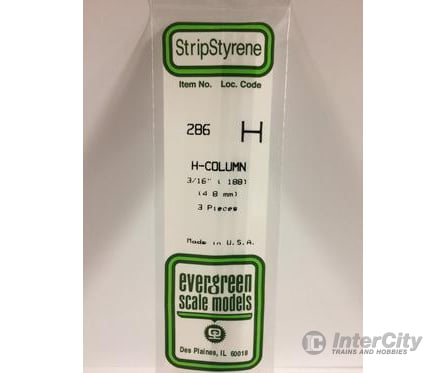 StripStyrene
Item No. Loc. Code
286 H
H-COLUMN
3/16" (.188)
(4.8 mm)
3 Pieces
Made in U.S.A.
evergreen
scale models
Des Plaines, IL 60018
IC InterCity
TRAINS AND HOBBIES